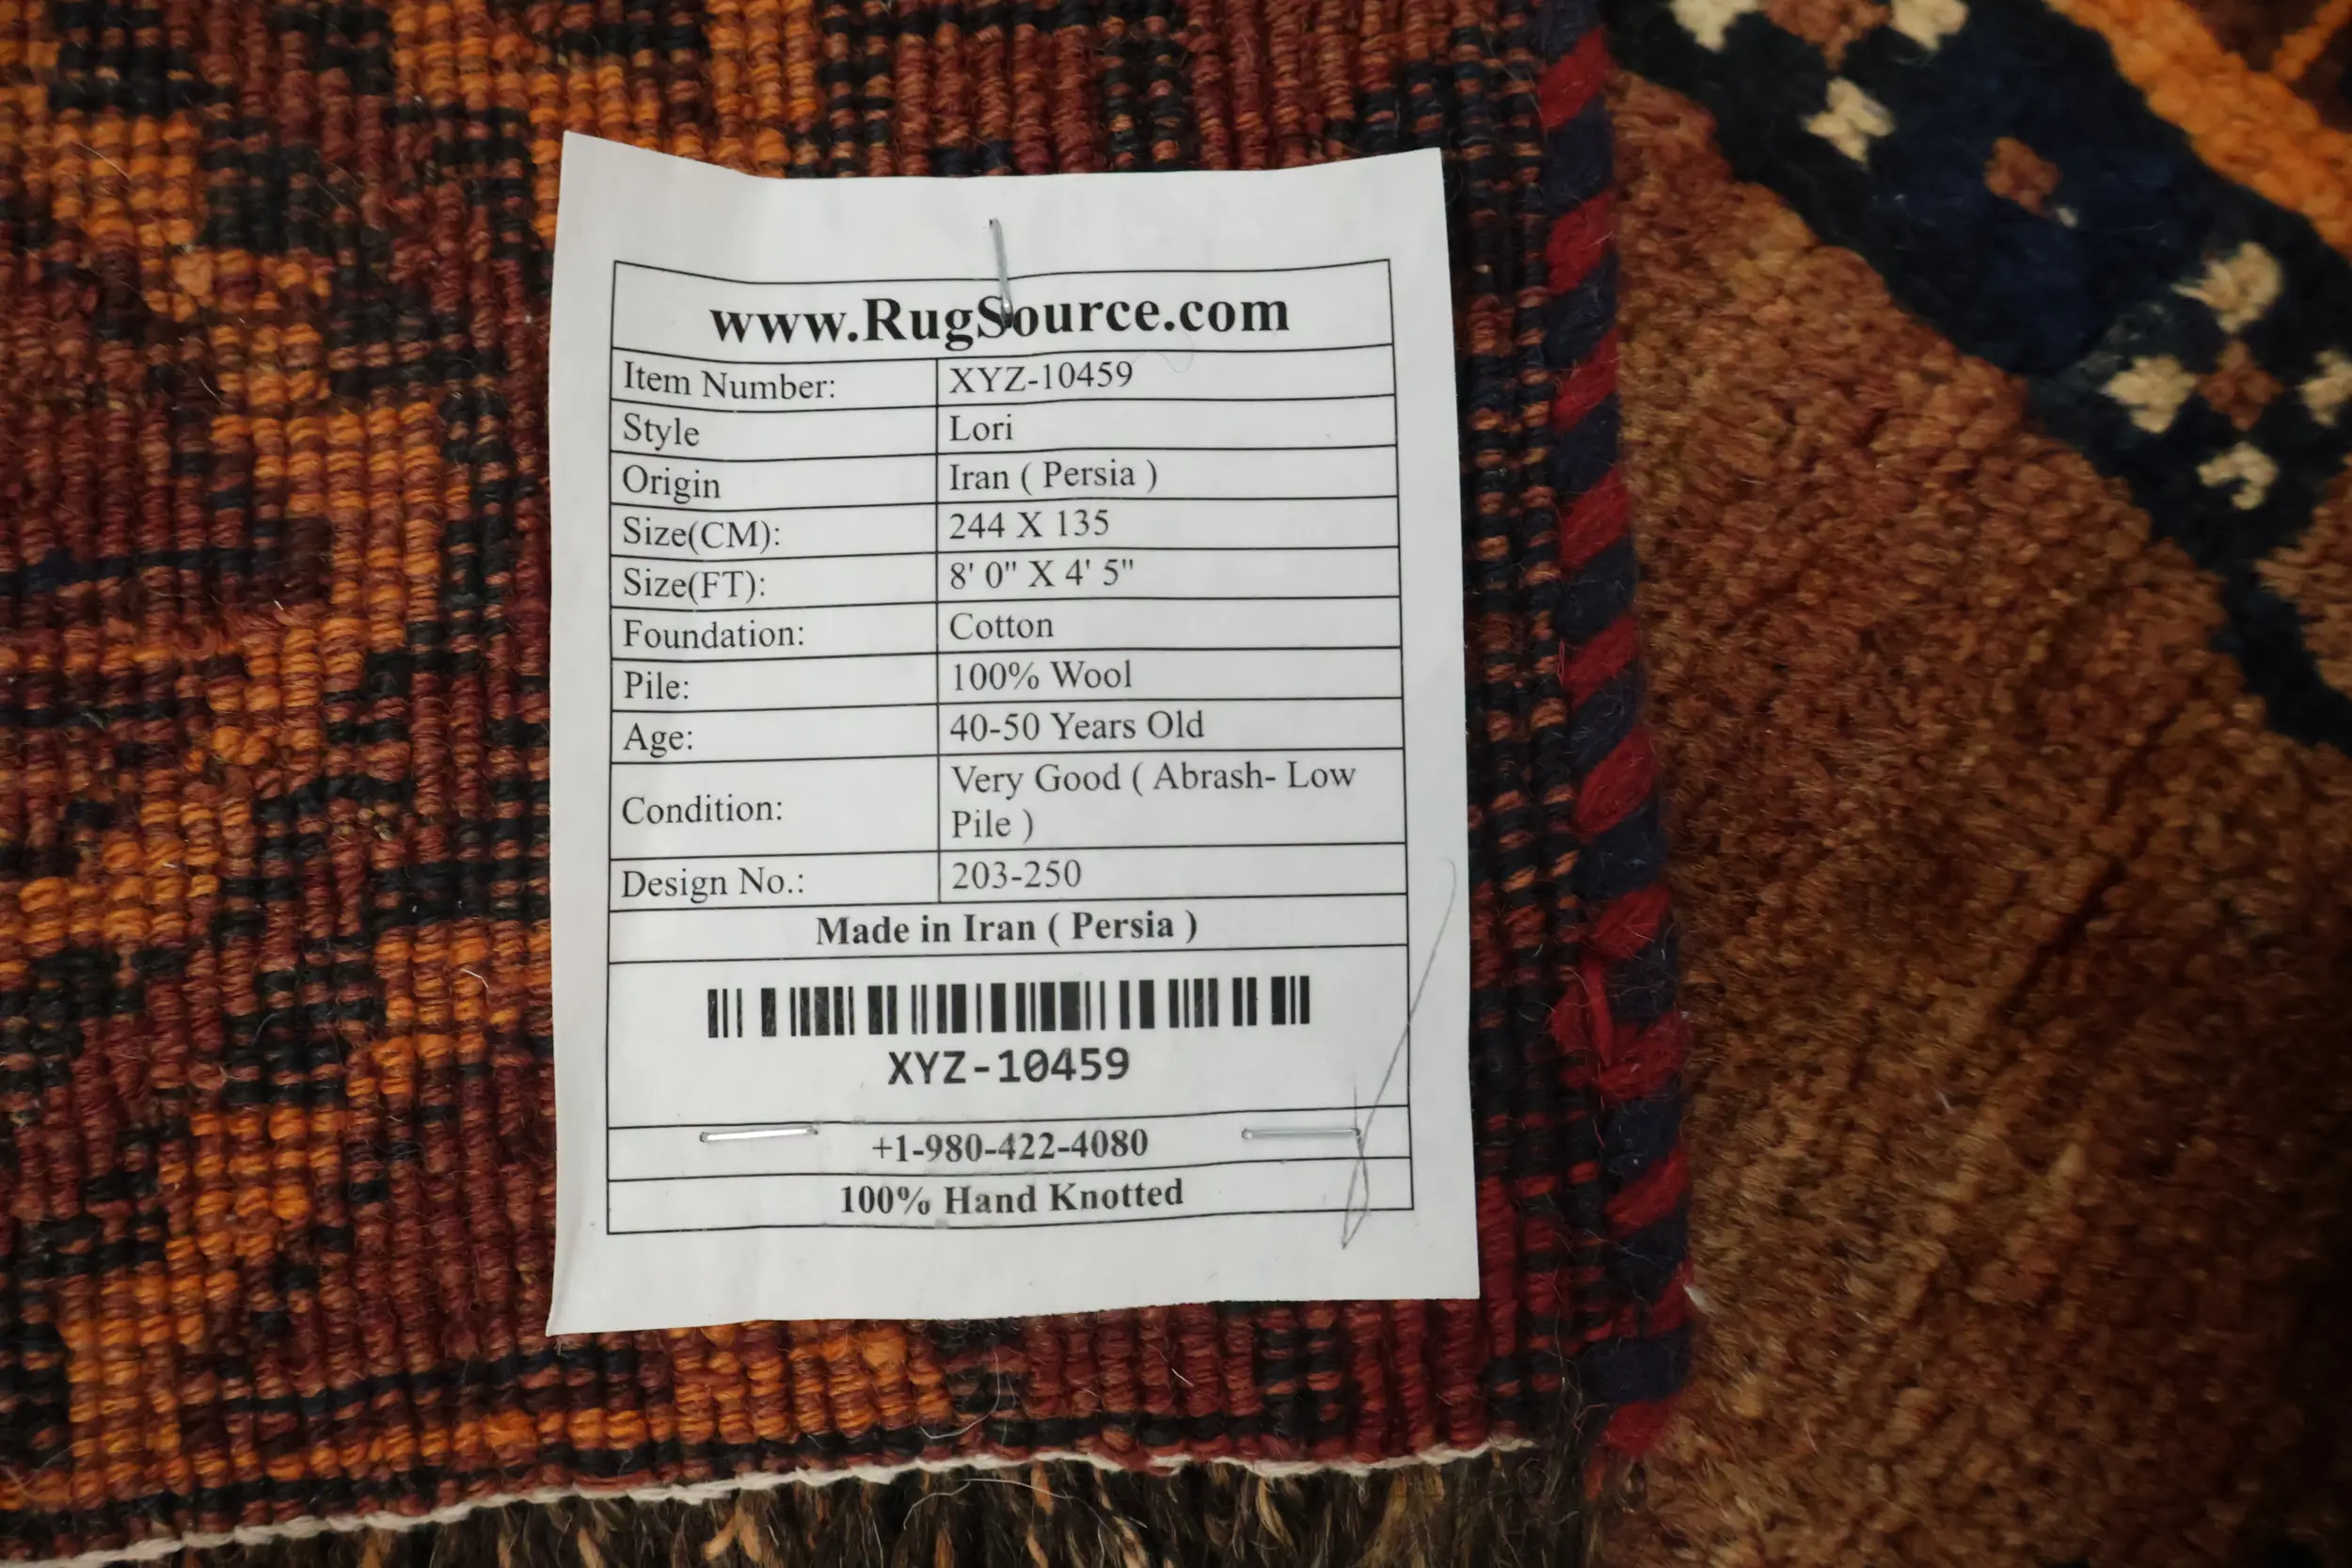 www.RugSource.com
Item Number: XYZ-10459
Style Lori
Origin Iran ( Persia )
Size(CM): 244 X 135
Size(FT): 8' 0" X 4' 5"
Foundation: Cotton
Pile: 100% Wool
Age: 40-50 Years Old
Condition: Very Good ( Abrash- Low
Pile )
Design No.: 203-250
Made in Iran ( Persia )
XYZ-10459
+1-980-422-4080
100% Hand Knotted